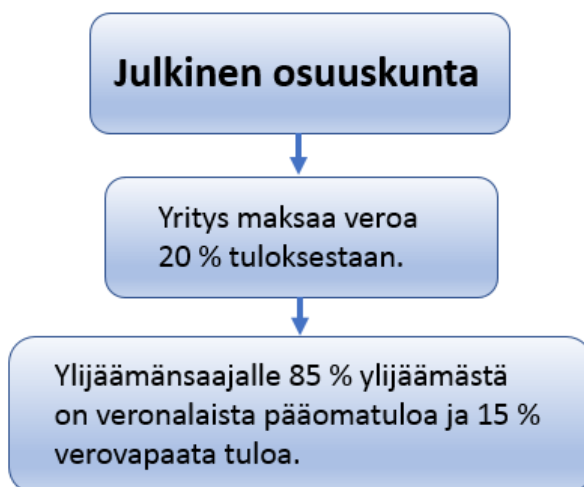 Julkinen osuuskunta
Yritys maksaa veroa
20 % tuloksestaan.
Ylijäämänsaajalle 85 % ylijäämästä
on veronalaista pääomatuloa ja 15 %
verovapaata tuloa.